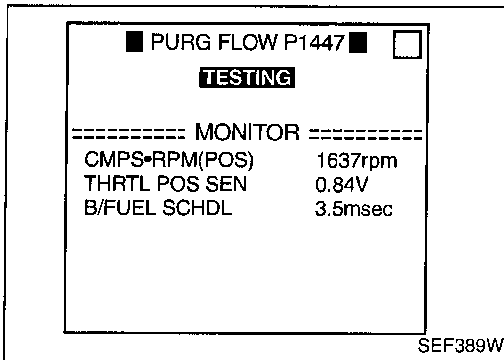 ■ PURG FLOW P1447 ■ □
TESTING
========== MONITOR =========
CMPS•RPM(POS) 1637rpm
THRTL POS SEN 0.84V
B/FUEL SCHDL 3.5msec
SEF389W